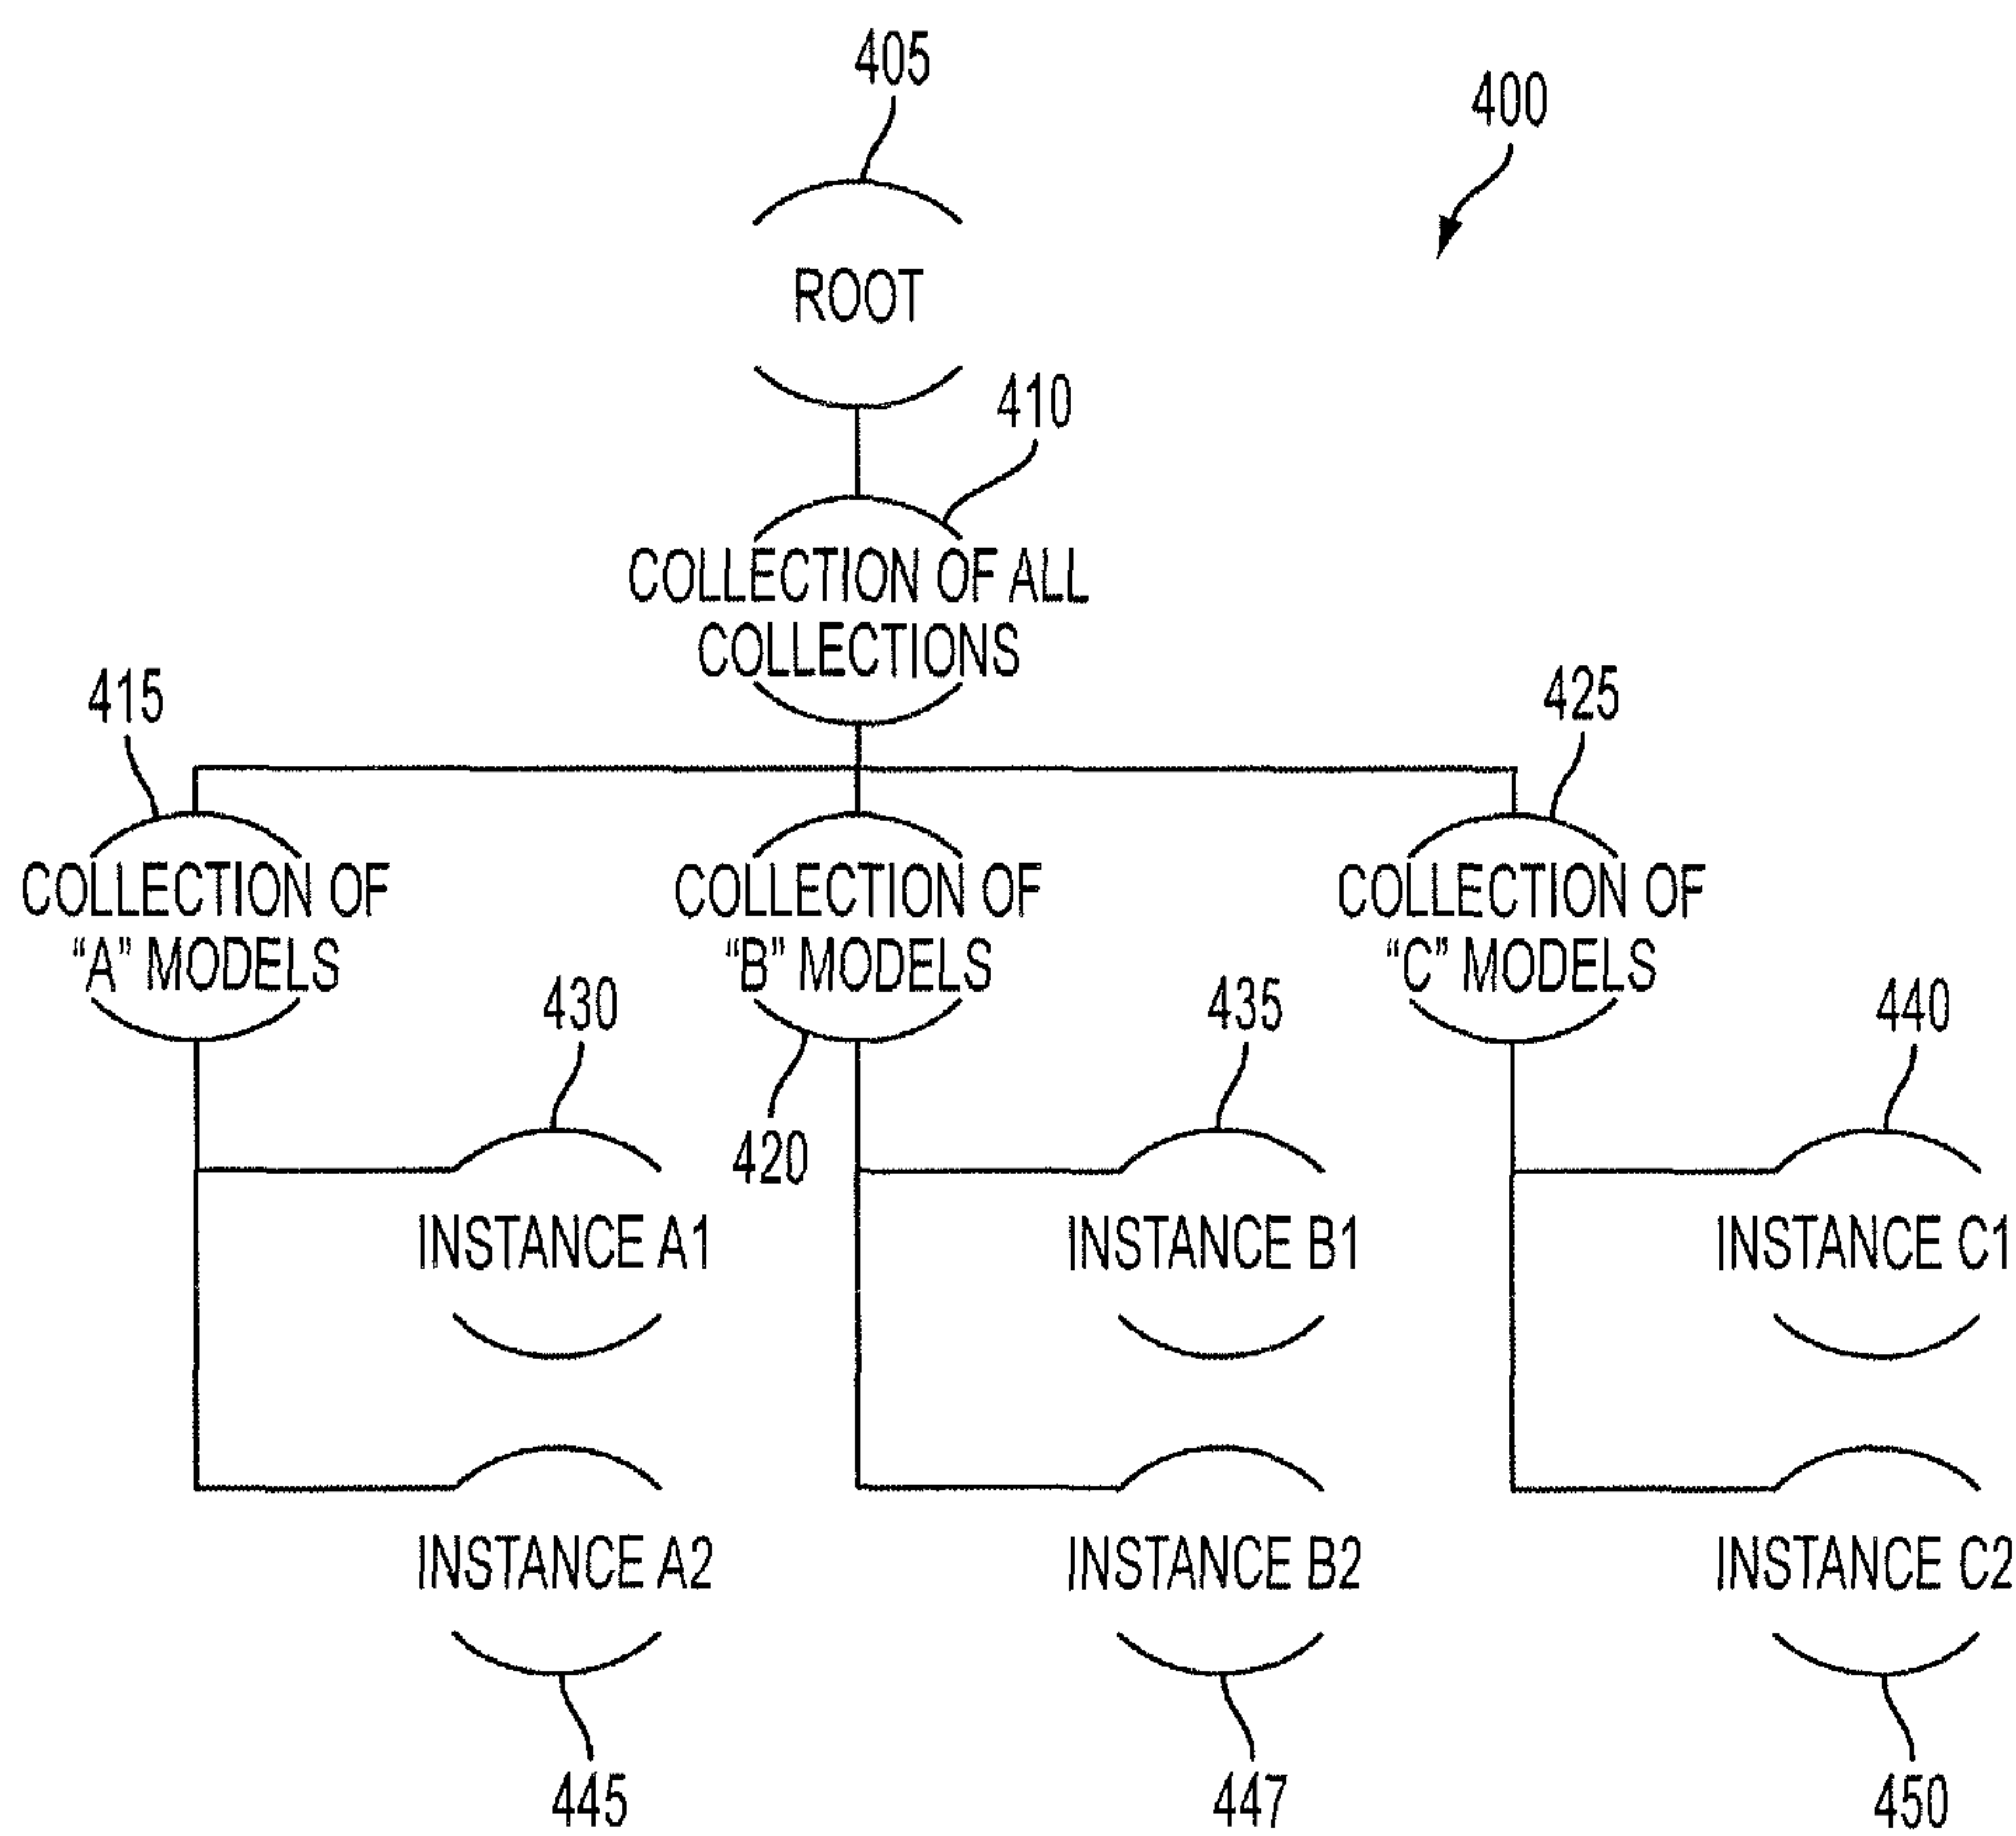 405
400
ROOT
410
COLLECTION OF ALL
COLLECTIONS
415
425
COLLECTION OF
"A" MODELS
COLLECTION OF
"B" MODELS
COLLECTION OF
"C" MODELS
430
420
435
440
INSTANCE A1
INSTANCE B1
INSTANCE C1
INSTANCE A2
INSTANCE B2
INSTANCE C2
445
447
450